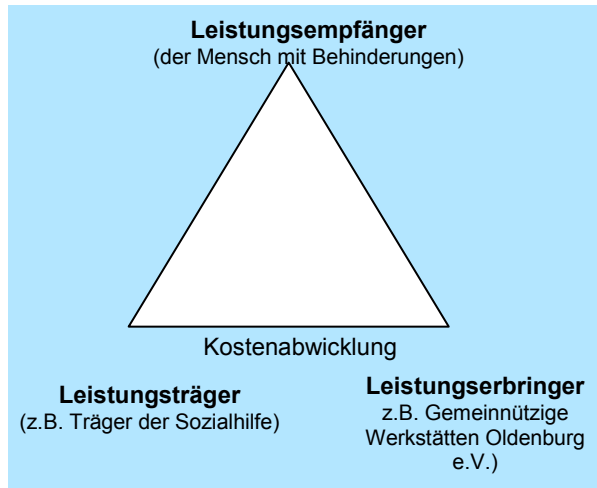 Leistungsempfänger
(der Mensch mit Behinderungen)
Kostenabwicklung
Leistungsträger
(z.B. Träger der Sozialhilfe)
Leistungserbringer
z.B. Gemeinnützige
Werkstätten Oldenburg
e.V.)